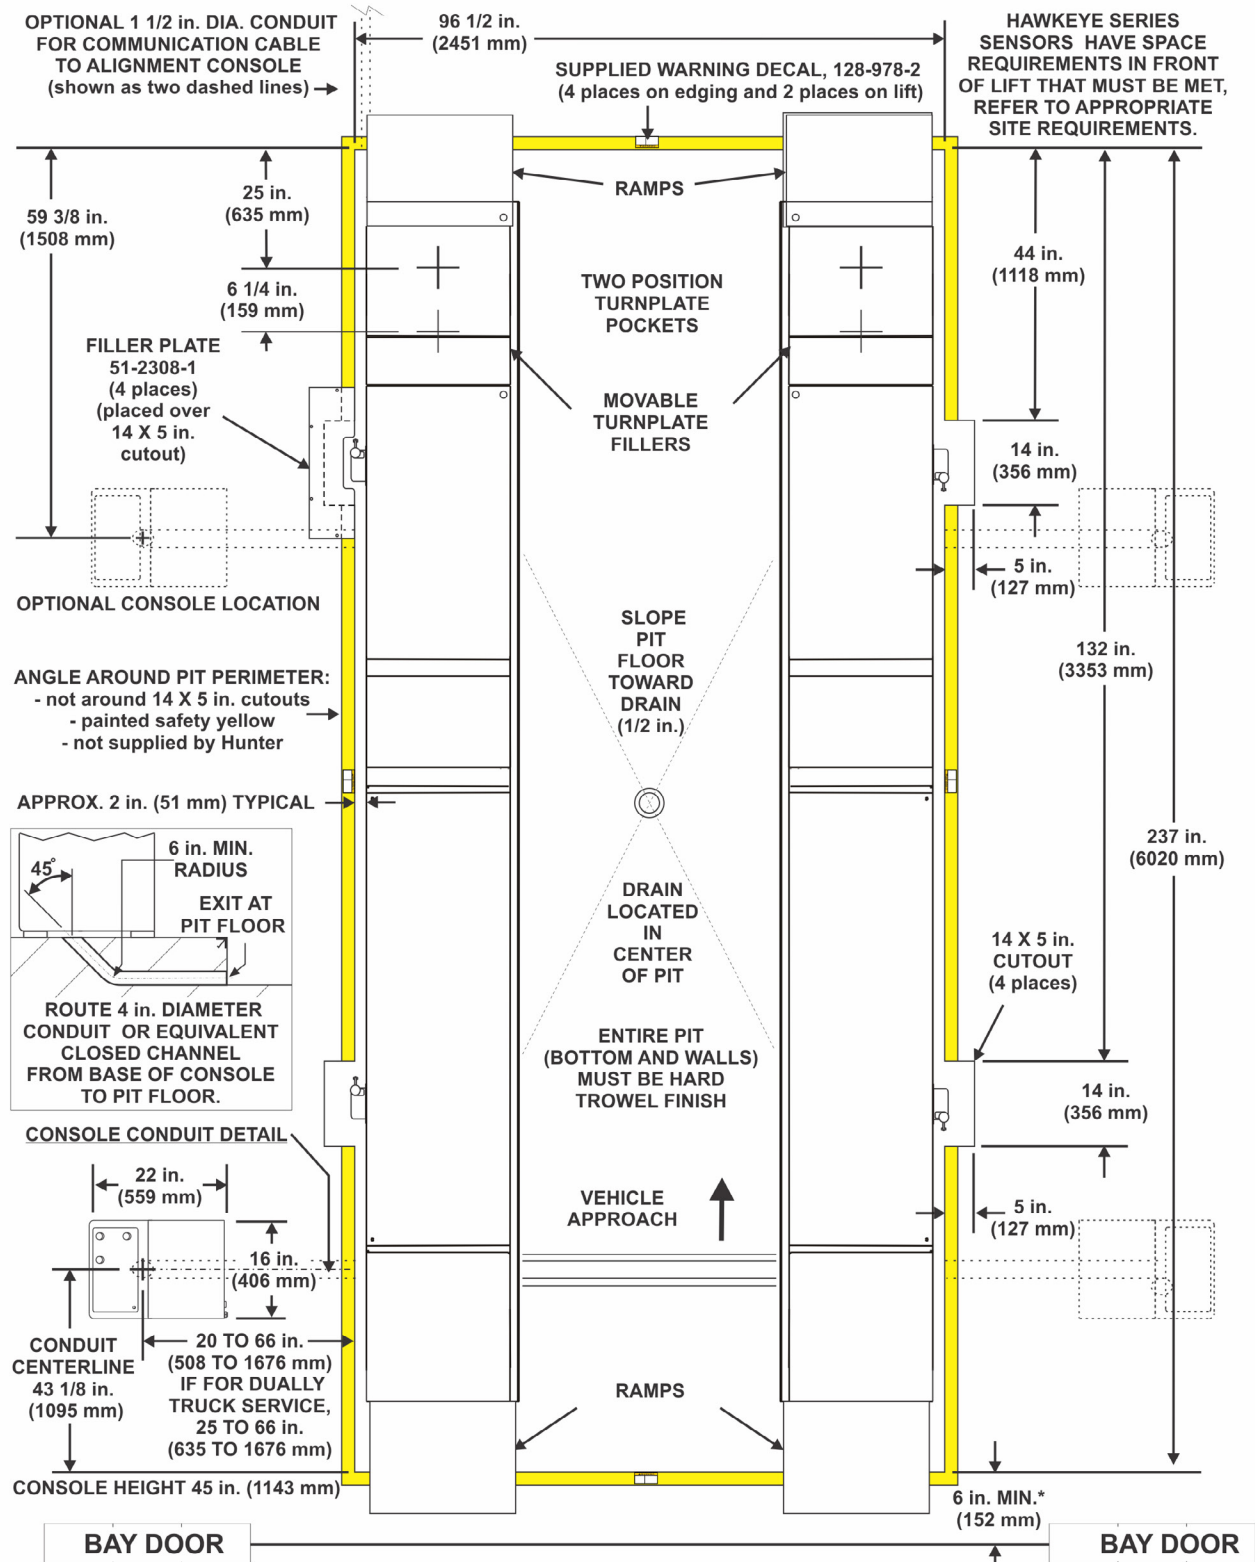 OPTIONAL 1 1/2 in. DIA. CONDUIT
FOR COMMUNICATION CABLE
TO ALIGNMENT CONSOLE
(shown as two dashed lines)
96 1/2 in.
(2451 mm)
SUPPLIED WARNING DECAL, 128-978-2
(4 places on edging and 2 places on lift)
HAWKEYE SERIES
SENSORS HAVE SPACE
REQUIREMENTS IN FRONT
OF LIFT THAT MUST BE MET,
REFER TO APPROPRIATE
SITE REQUIREMENTS.
59 3/8 in.
(1508 mm)
25 in.
(635 mm)
6 1/4 in.
(159 mm)
RAMPS
TWO POSITION
TURNPLATE
POCKETS
44 in.
(1118 mm)
FILLER PLATE
51-2308-1
(4 places)
(placed over
14 X 5 in.
cutout)
MOVABLE
TURNPLATE
FILLERS
14 in.
(356 mm)
5 in.
(127 mm)
OPTIONAL CONSOLE LOCATION
SLOPE
PIT
FLOOR
TOWARD
DRAIN
(1/2 in.)
132 in.
(3353 mm)
ANGLE AROUND PIT PERIMETER:
- not around 14 X 5 in. cutouts
- painted safety yellow
- not supplied by Hunter
APPROX. 2 in. (51 mm) TYPICAL
237 in.
(6020 mm)
45°
6 in. MIN.
RADIUS
EXIT AT
PIT FLOOR
ROUTE 4 in. DIAMETER
CONDUIT OR EQUIVALENT
CLOSED CHANNEL
FROM BASE OF CONSOLE
TO PIT FLOOR.
DRAIN
LOCATED
IN
CENTER
OF PIT
14 X 5 in.
CUTOUT
(4 places)
ENTIRE PIT
(BOTTOM AND WALLS)
MUST BE HARD
TROWEL FINISH
14 in.
(356 mm)
CONSOLE CONDUIT DETAIL
22 in.
(559 mm)
VEHICLE
APPROACH
5 in.
(127 mm)
16 in.
(406 mm)
CONDUIT
CENTERLINE
43 1/8 in.
(1095 mm)
20 TO 66 in.
(508 TO 1676 mm)
IF FOR DUALLY
TRUCK SERVICE,
25 TO 66 in.
(635 TO 1676 mm)
RAMPS
CONSOLE HEIGHT 45 in. (1143 mm)
6 in. MIN.*
(152 mm)
BAY DOOR
BAY DOOR